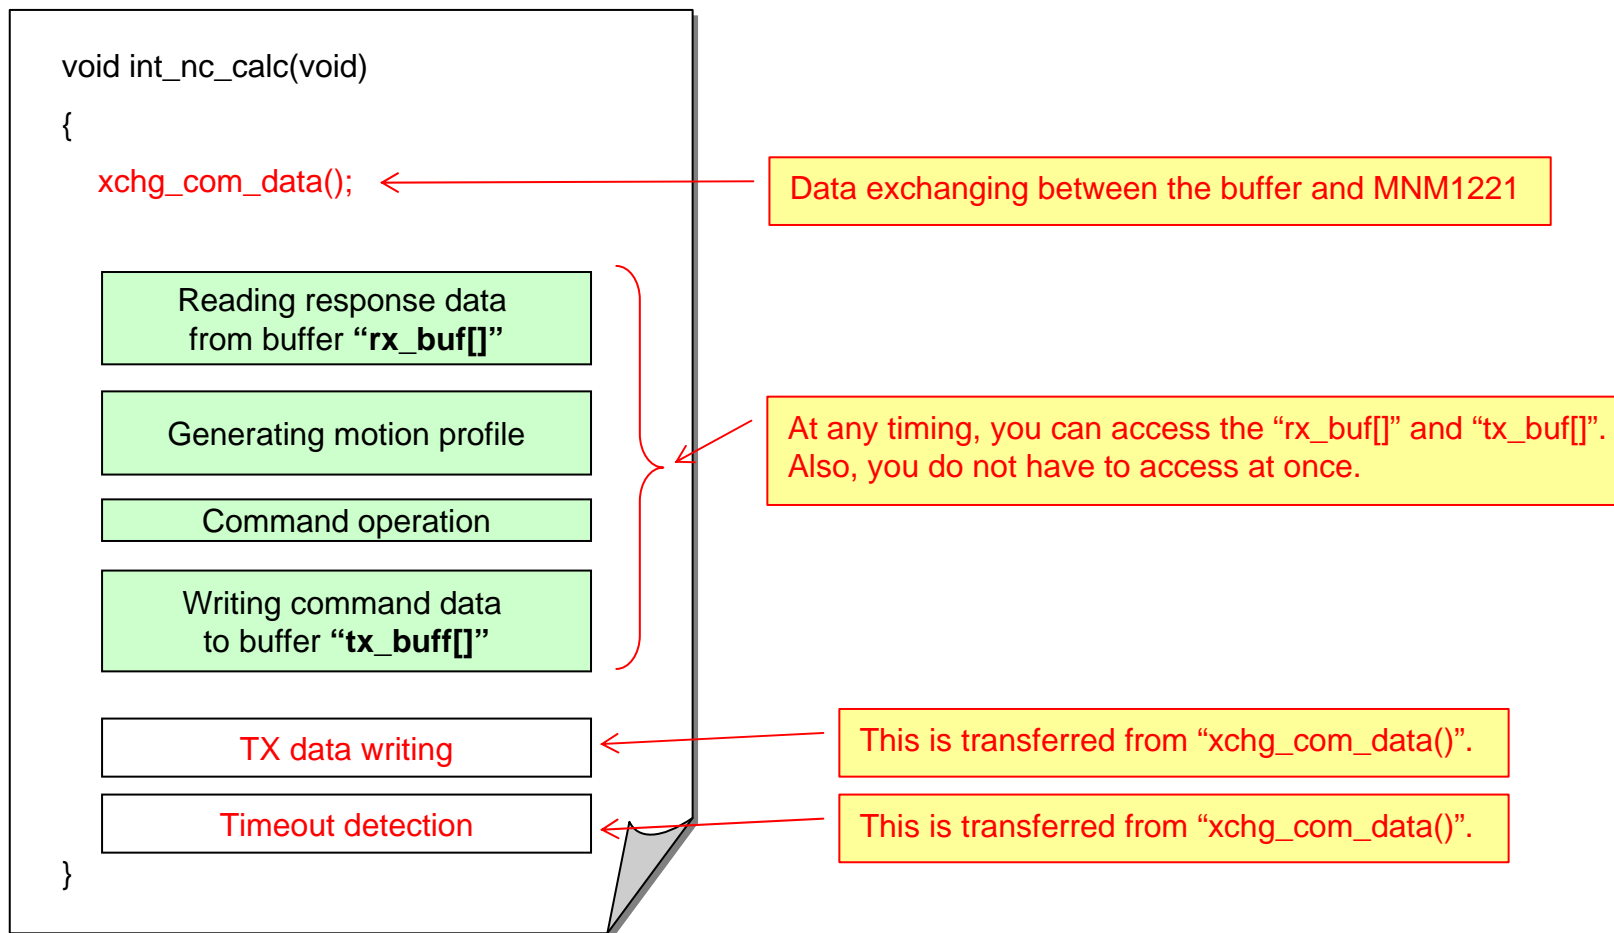 void int_nc_calc(void)
{
xchg_com_data();
Data exchanging between the buffer and MNM1221
Reading response data
from buffer “rx_buf[]”
Generating motion profile
At any timing, you can access the “rx_buf[]” and “tx_buf[]”.
Also, you do not have to access at once.
Command operation
Writing command data
to buffer “tx_buff[]”
TX data writing
This is transferred from “xchg_com_data()”.
Timeout detection
This is transferred from “xchg_com_data()”.
}